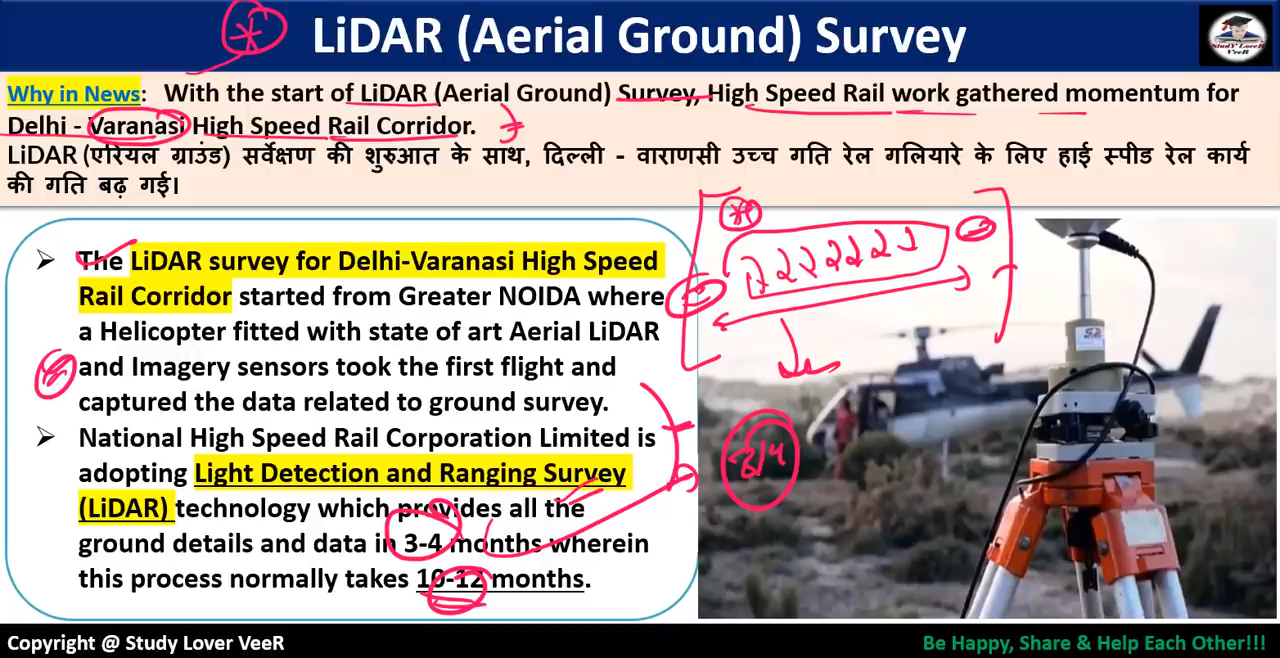 LiDAR (Aerial Ground) Survey
StudY LoveR
VeeR
Why in News: With the start of LiDAR (Aerial Ground) Survey, High Speed Rail work gathered momentum for
Delhi - Varanasi High Speed Rail Corridor.
LiDAR (एरियल ग्राउंड) सर्वेक्षण की शुरुआत के साथ, दिल्ली - वाराणसी उच्च गति रेल गलियारे के लिए हाई स्पीड रेल कार्य
की गति बढ़ गई।
➤ The LiDAR survey for Delhi-Varanasi High Speed
Rail Corridor started from Greater NOIDA where
a Helicopter fitted with state of art Aerial LiDAR
and Imagery sensors took the first flight and
captured the data related to ground survey.
➤ National High Speed Rail Corporation Limited is
adopting Light Detection and Ranging Survey
(LiDAR) technology which provides all the
ground details and data in 3-4 months wherein
this process normally takes 10-12 months.
Copyright @ Study Lover VeeR
Be Happy, Share & Help Each Other!!!